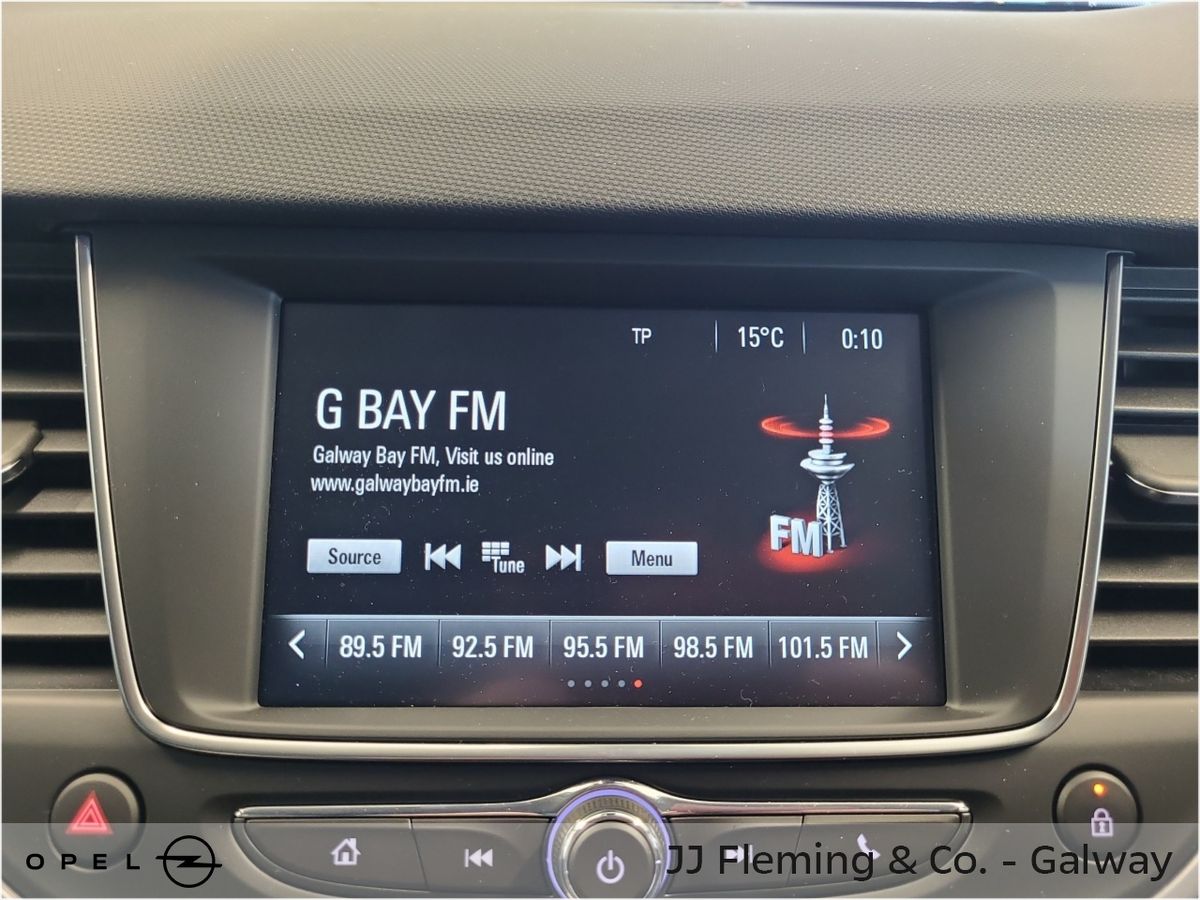 TP 15°C 0:10
G BAY FM
Galway Bay FM, Visit us online
www.galwaybayfm.ie
FM
Source Tune Menu
89.5 FM 92.5 FM 95.5 FM 98.5 FM 101.5 FM
OPEL JJ Fleming & Co. - Galway